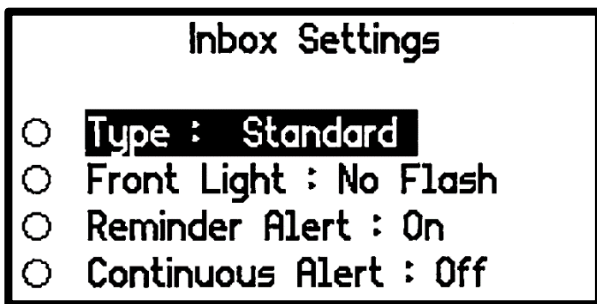 Inbox Settings
Type : Standard
Front Light : No Flash
Reminder Alert : On
Continuous Alert : Off